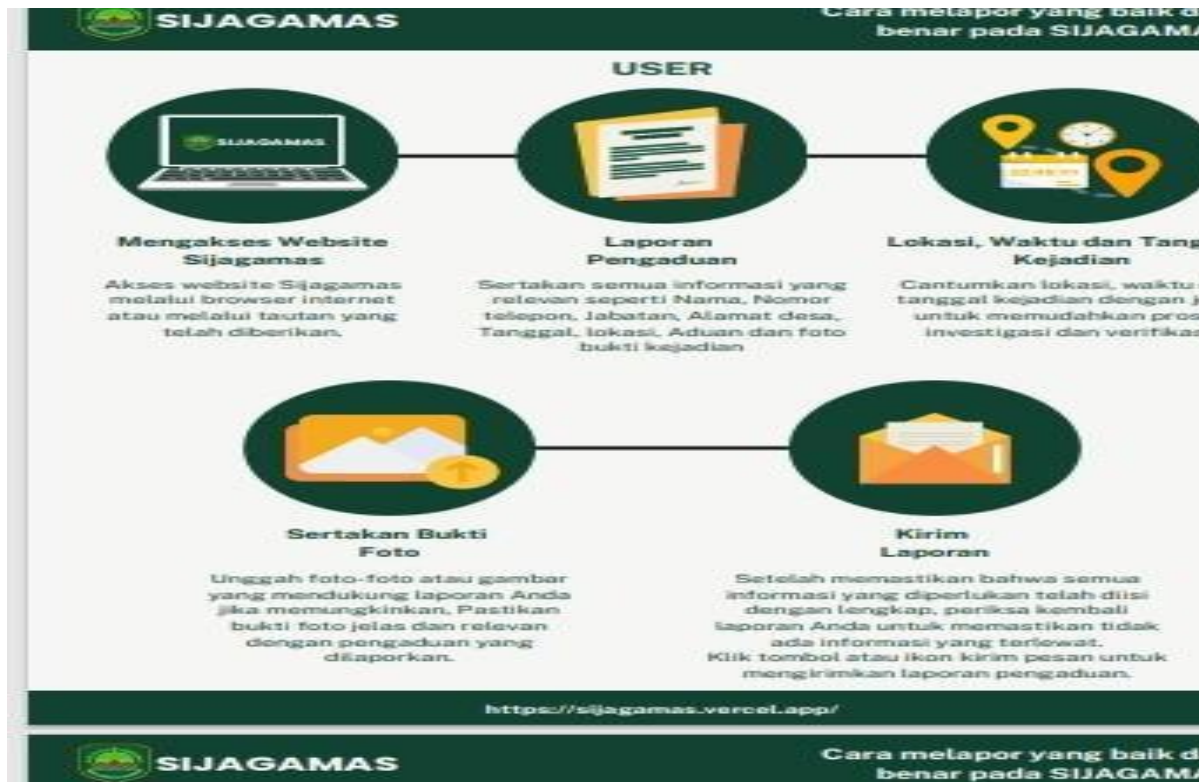 SIJAGAMAS
Cara melapor yang baik d
benar pada SIJAGAMA
USER
SIJAGAMAS
Mengakses Website
Sijagamas
Akses website Sijagamas
melalui browser internet
atau melalui tautan yang
telah diberikan.
Laporan
Pengaduan
Sertakan semua informasi yang
relevan seperti Nama, Nomor
telepon, Jabatan, Alamat desa,
Tanggal, lokasi, Aduan dan foto
bukti kejadian
Lokasi, Waktu dan Tang
Kejadian
Cantumkan lokasi, waktu
tanggal kejadian dengan j
untuk memudahkan pros
investigasi dan verifikas
Sertakan Bukti
Foto
Unggah foto-foto atau gambar
yang mendukung laporan Anda
jika memungkinkan, Pastikan
bukti foto jelas dan relevan
dengan pengaduan yang
dilaporkan.
Kirim
Laporan
Setelah memastikan bahwa semua
informasi yang diperlukan telah diisi
dengan lengkap, periksa kembali
laporan Anda untuk memastikan tidak
ada informasi yang terlewat.
Klik tombol atau ikon kirim pesan untuk
mengirimkan laporan pengaduan.
https://sijagamas.vercel.app/
SIJAGAMAS
Cara melapor yang baik d
benar pada SIJAGAMA